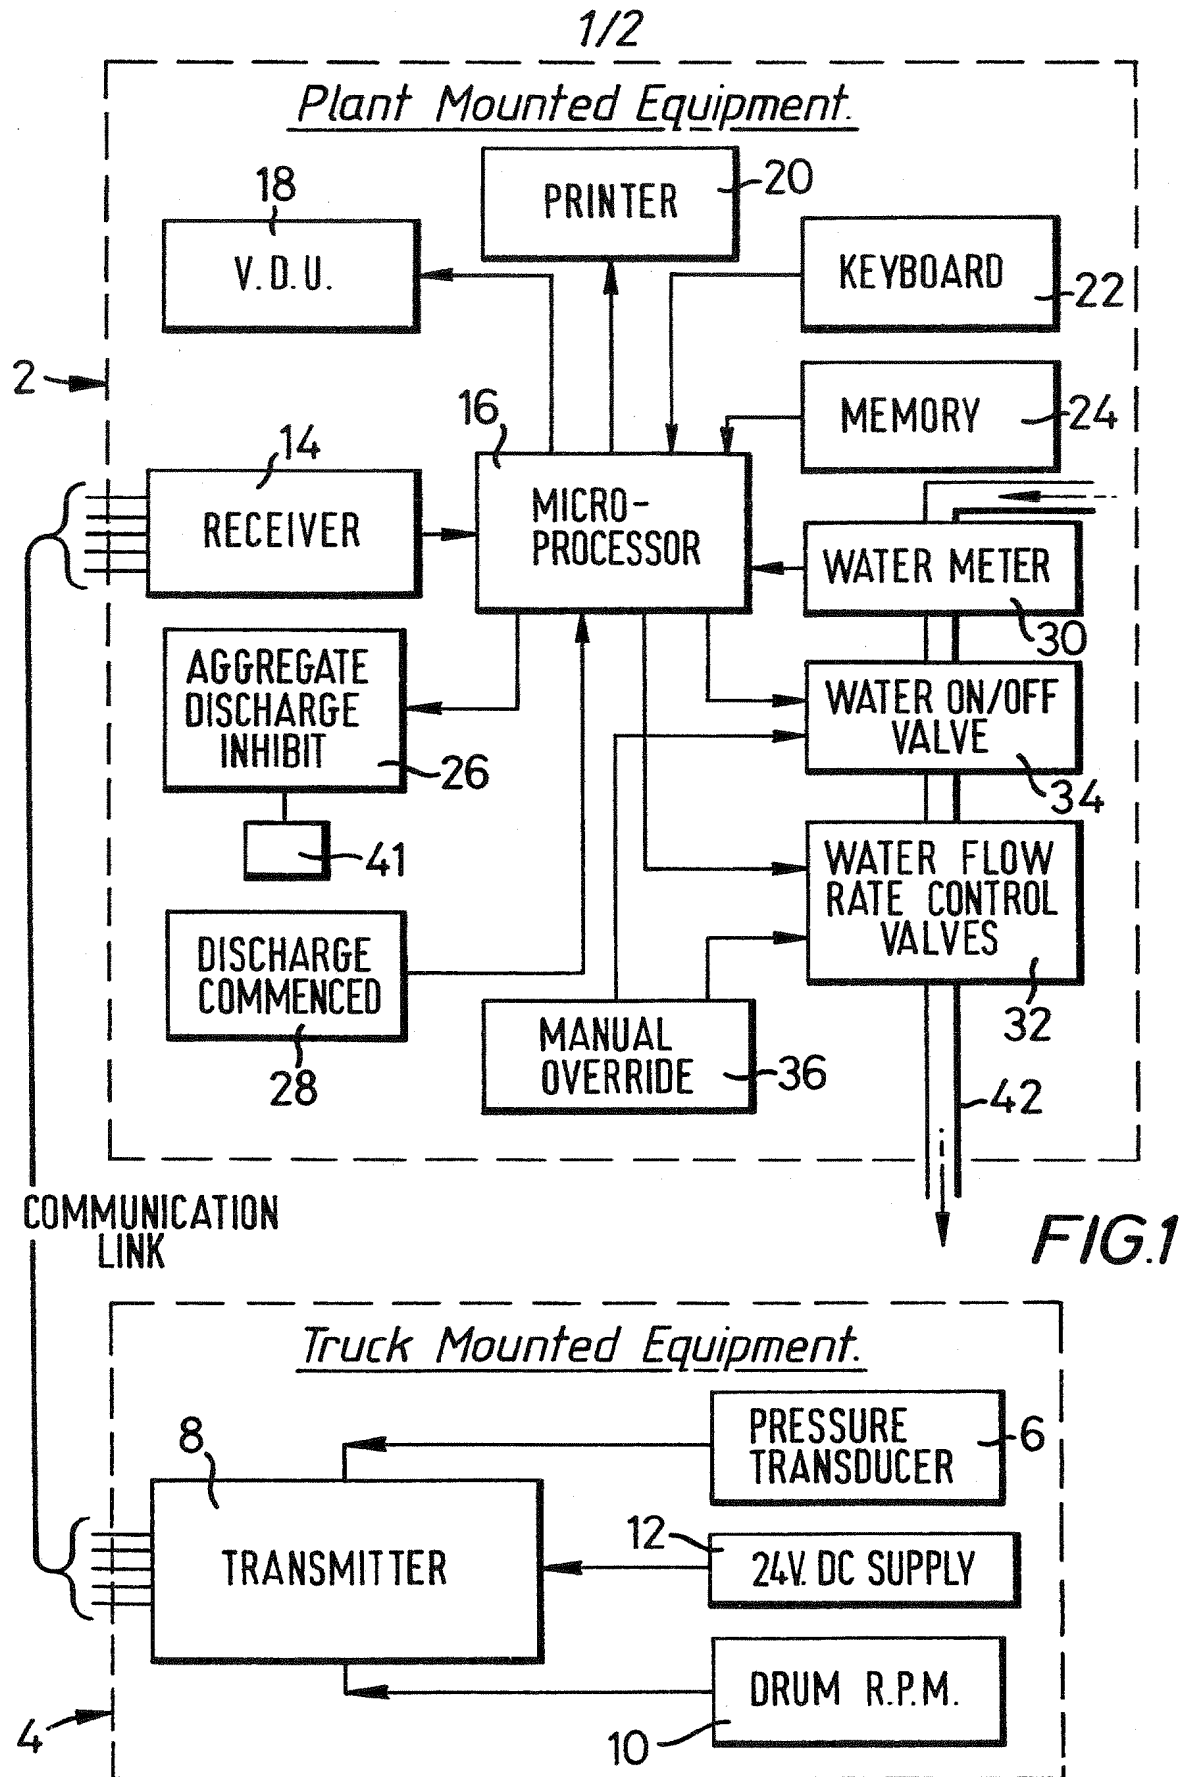 1/2
Plant Mounted Equipment.
PRINTER
20
18
V.D.U.
KEYBOARD
22
2
MEMORY
24
16
14
RECEIVER
MICRO-
PROCESSOR
WATER METER
30
AGGREGATE
DISCHARGE
INHIBIT
26
WATER ON/OFF
VALVE
34
41
WATER FLOW
RATE CONTROL
VALVES
32
DISCHARGE
COMMENCED
28
MANUAL
OVERRIDE
36
42
COMMUNICATION
LINK
FIG.1
Truck Mounted Equipment.
8
PRESSURE
TRANSDUCER
6
TRANSMITTER
12
24V. DC SUPPLY
DRUM R.P.M.
10
4